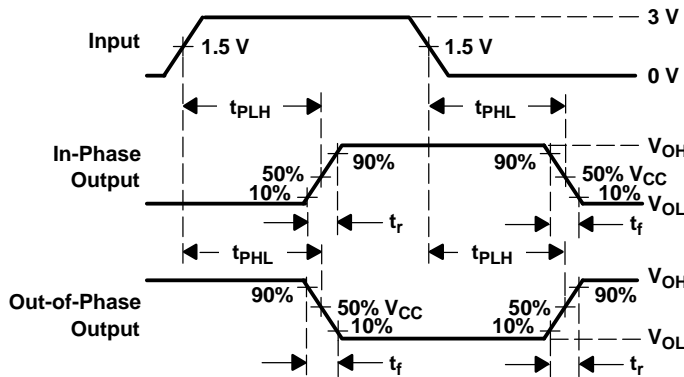 Input
1.5 V
1.5 V
3 V
0 V
tPLH
tPHL
In-Phase
Output
50%
10%
90%
90%
VOH
50% VCC
10%
VOL
tr
tf
tPHL
tPLH
Out-of-Phase
Output
90%
50% VCC
10%
50%
10%
90%
VOH
VOL
tf
tr